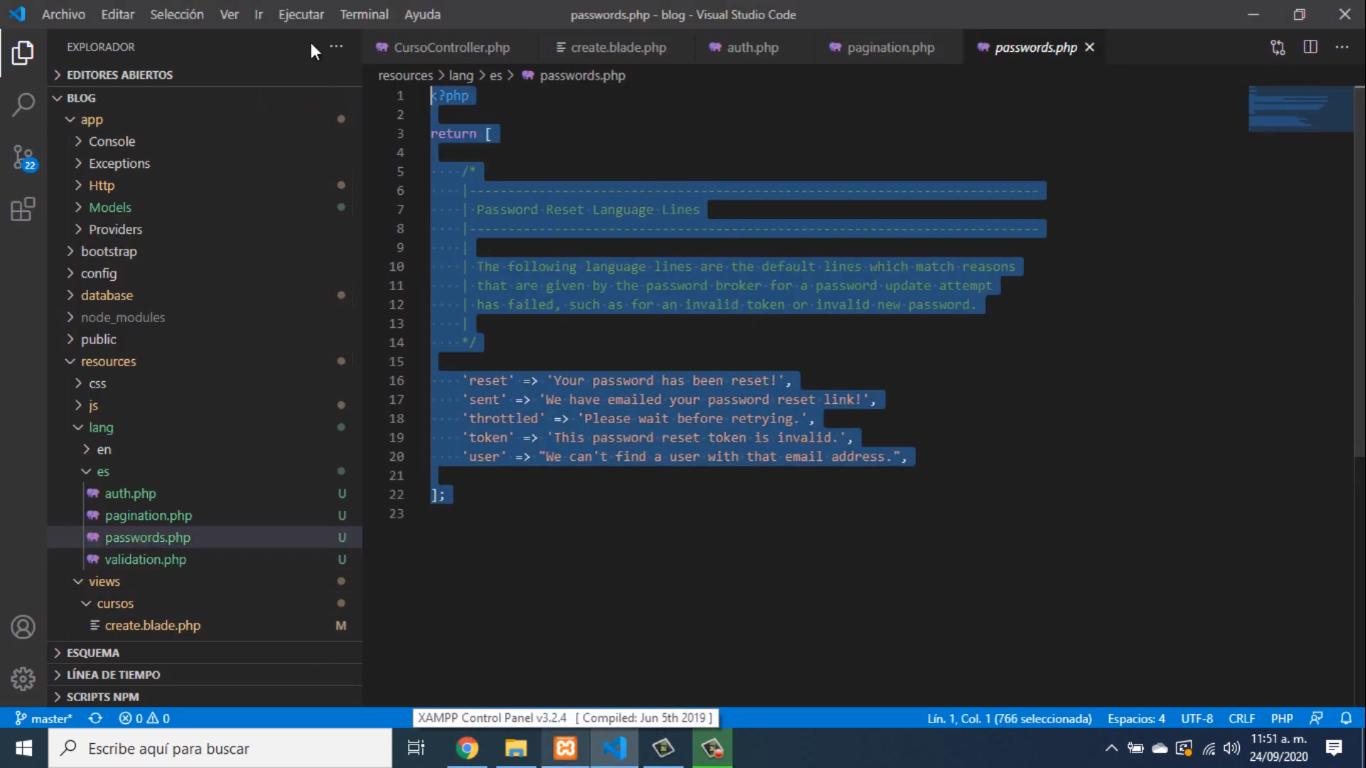 Archivo Editar Selección Ver Ir Ejecutar Terminal Ayuda passwords.php - blog - Visual Studio Code
EXPLORADOR ···
CursoController.php create.blade.php auth.php pagination.php passwords.php
EDITORES ABIERTOS
resources > lang > es > passwords.php
BLOG
app
Console
Exceptions
Http
Models
Providers
bootstrap
config
database
node_modules
public
resources
css
js
lang
en
es
auth.php U
pagination.php U
passwords.php U
validation.php U
views
cursos
create.blade.php M
ESQUEMA
LÍNEA DE TIEMPO
SCRIPTS NPM
22
1 <?php
2
3 return [
4
5 /*
6 |--------------------------------------------------------------------------
7 | Password Reset Language Lines
8 |--------------------------------------------------------------------------
9 |
10 | The following language lines are the default lines which match reasons
11 | that are given by the password broker for a password update attempt
12 | has failed, such as for an invalid token or invalid new password.
13 |
14 */
15
16 'reset' => 'Your password has been reset!',
17 'sent' => 'We have emailed your password reset link!',
18 'throttled' => 'Please wait before retrying.',
19 'token' => 'This password reset token is invalid.',
20 'user' => "We can't find a user with that email address.",
21
22 ];
23
master* 0 0 XAMPP Control Panel v3.2.4 [ Compiled: Jun 5th 2019 ] Lín. 1, Col. 1 (766 seleccionada) Espacios: 4 UTF-8 CRLF PHP
Escribe aquí para buscar
11:51 a. m.
24/09/2020